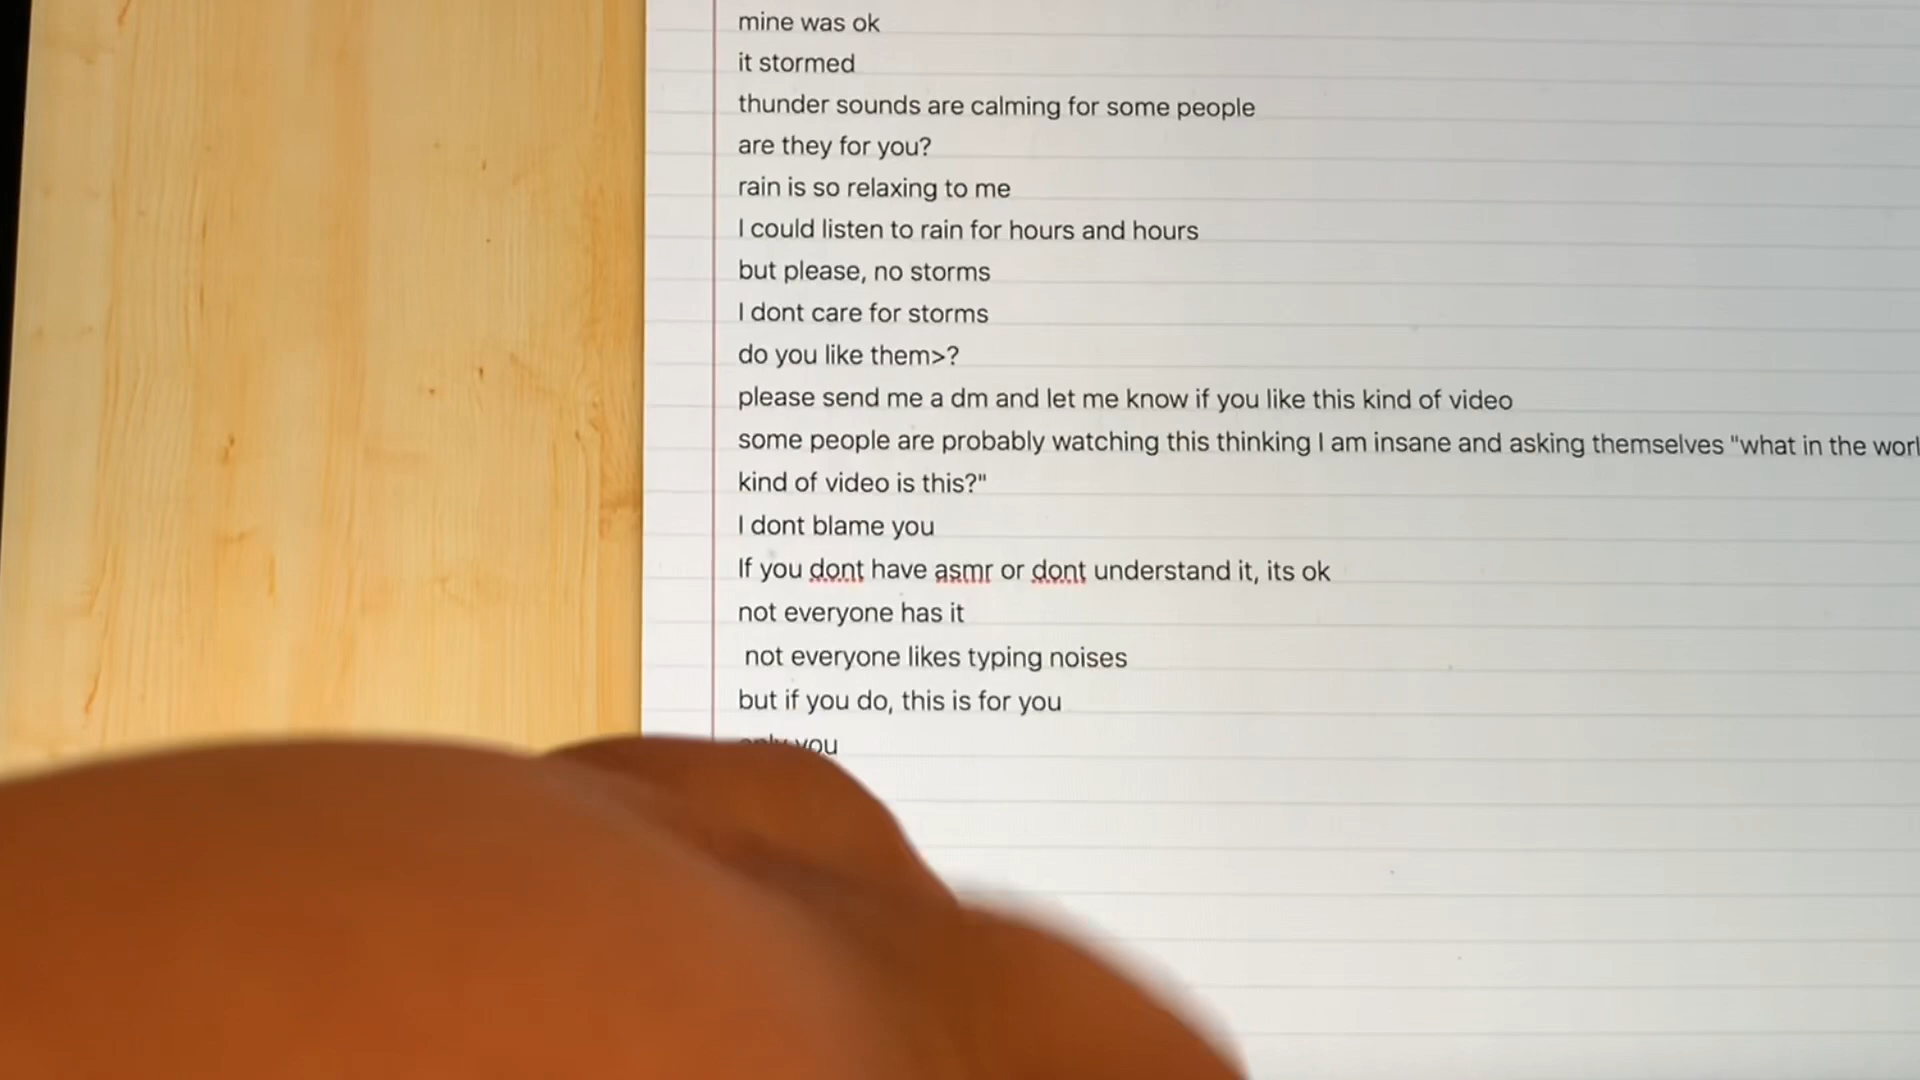 mine was ok
it stormed
thunder sounds are calming for some people
are they for you?
rain is so relaxing to me
I could listen to rain for hours and hours
but please, no storms
I dont care for storms
do you like them>?
please send me a dm and let me know if you like this kind of video
some people are probably watching this thinking I am insane and asking themselves "what in the
kind of video is this?"
I dont blame you
If you dont have asmr or dont understand it, its ok
not everyone has it
not everyone likes typing noises
but if you do, this is for you
only you